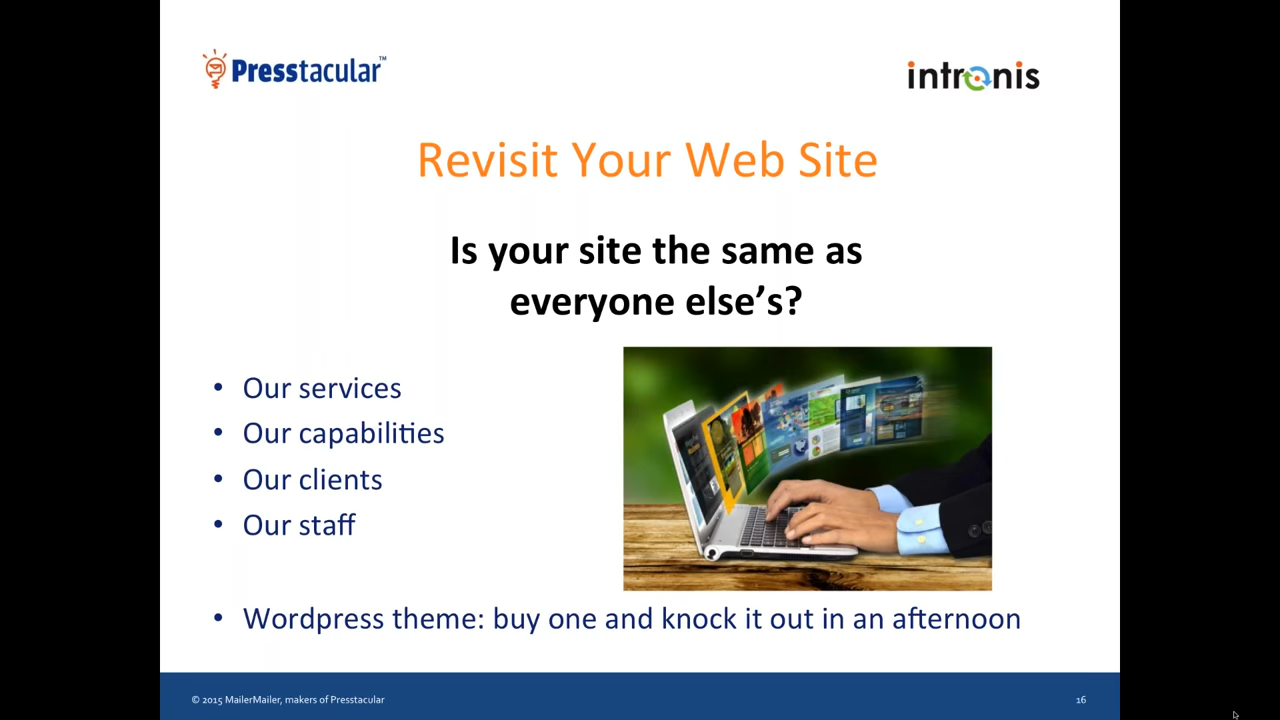 Presstacular™
intronis
Revisit Your Web Site
Is your site the same as
everyone else’s?
• Our services
• Our capabilities
• Our clients
• Our staff
• Wordpress theme: buy one and knock it out in an afternoon
© 2015 MailerMailer, makers of Presstacular
16